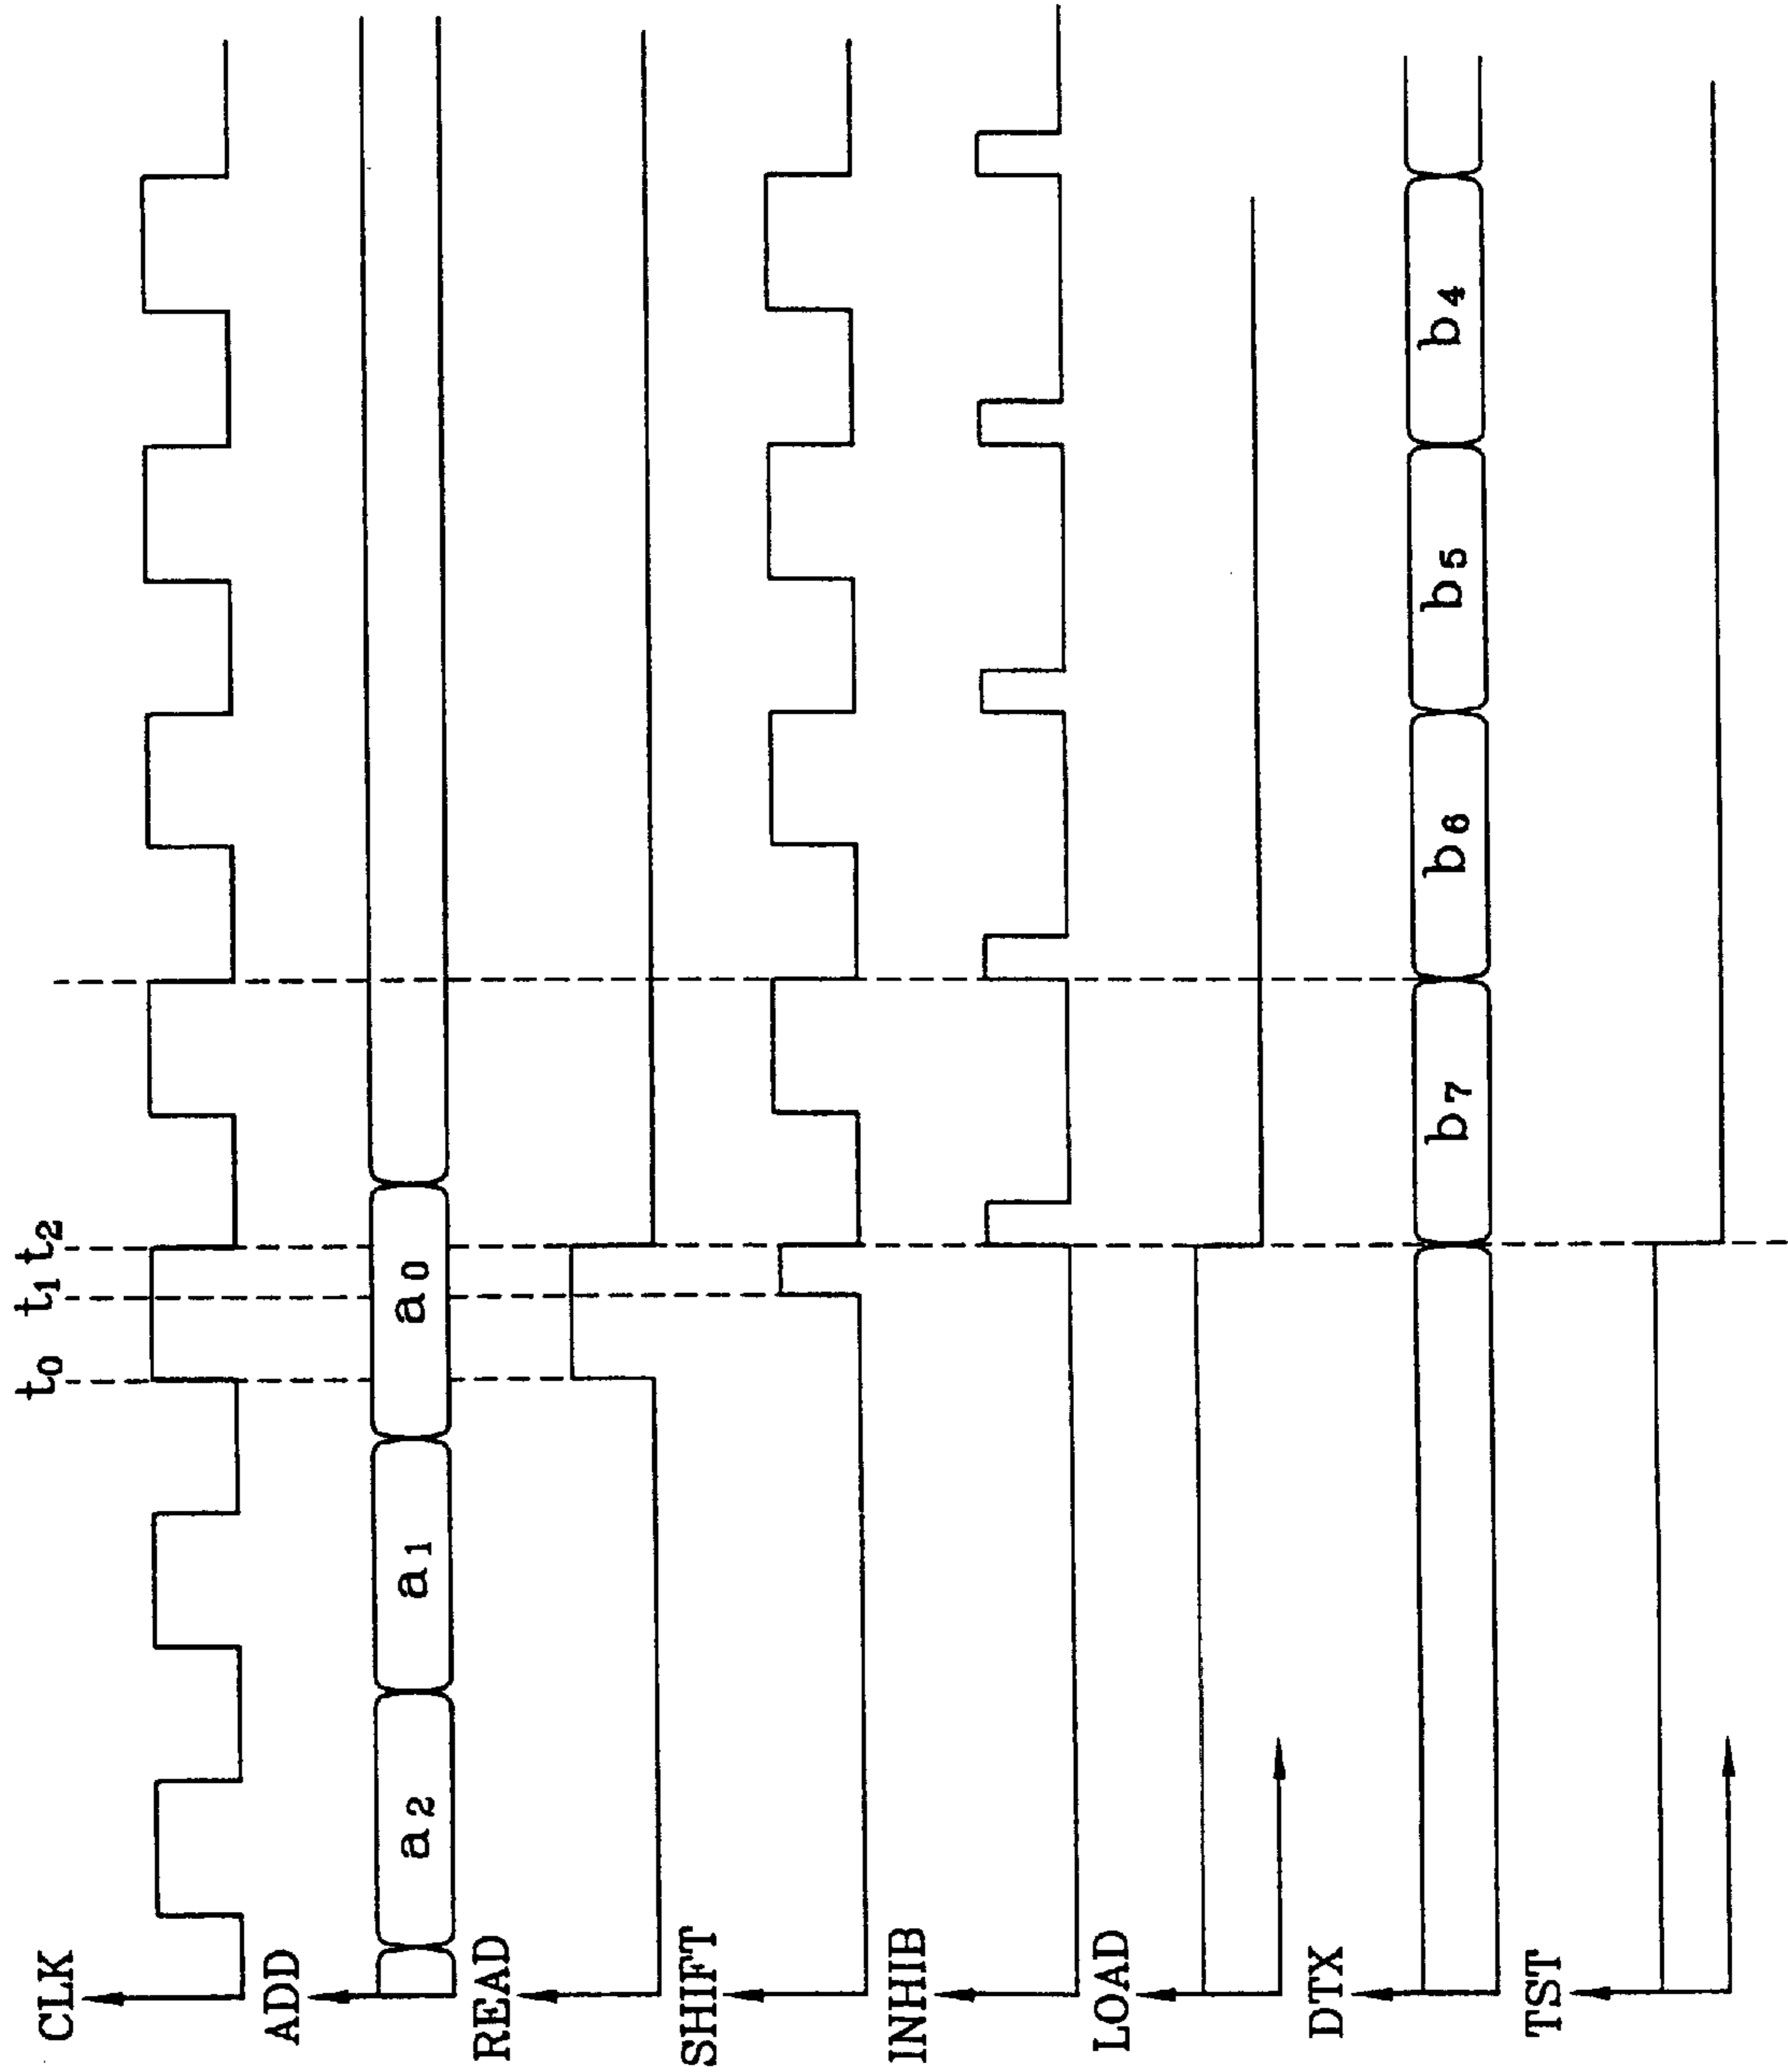 t₀ t₁ t₂
CLK
ADD a₂ a₁ a₀
READ
SHIFT
INHIB
LOAD
DTX b₇ b₆ b₅ b₄
TST